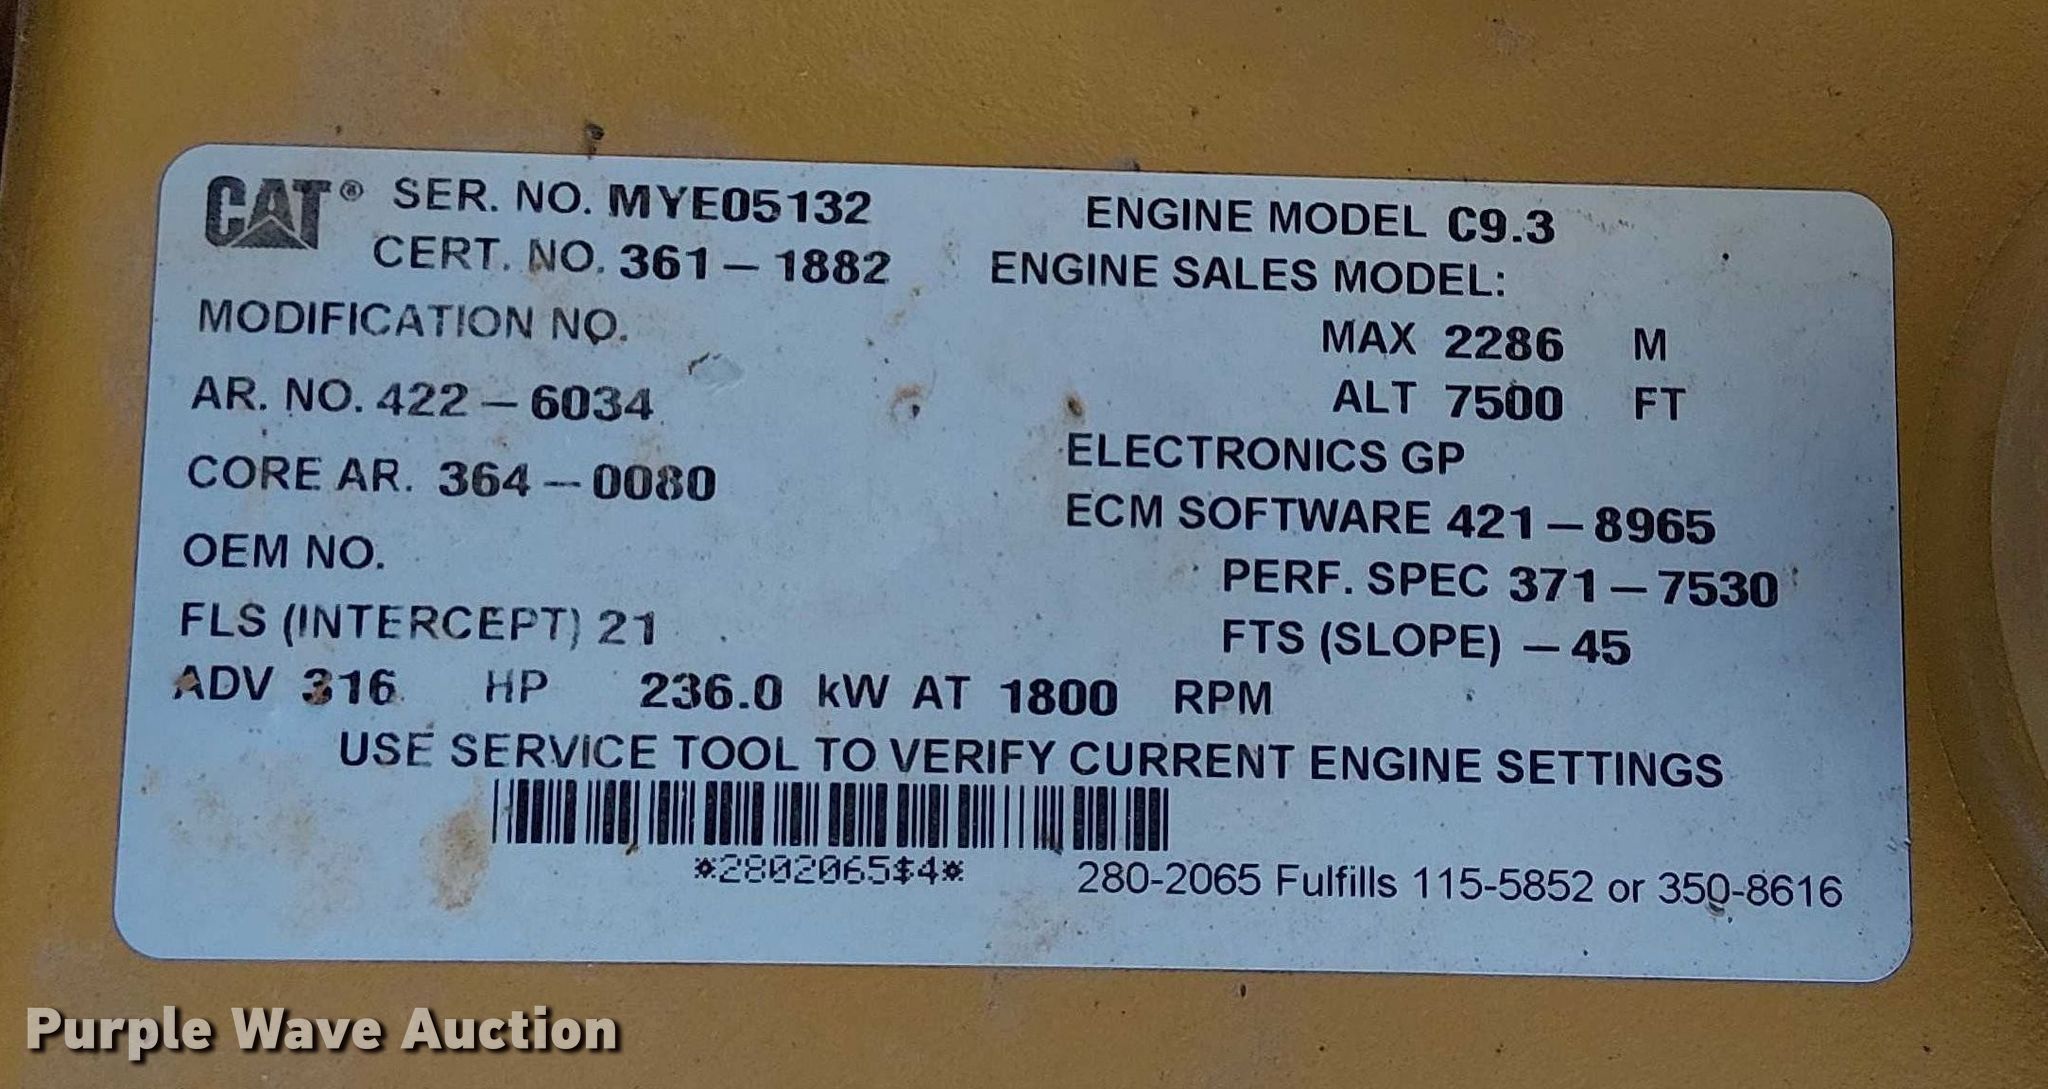 CAT® SER. NO. MYE05132 ENGINE MODEL C9.3
CERT. NO. 361-1882 ENGINE SALES MODEL:
MODIFICATION NO. MAX 2286 M
AR. NO. 422-6034 ALT 7500 FT
ELECTRONICS GP
CORE AR. 364-0080 ECM SOFTWARE 421-8965
OEM NO. PERF. SPEC 371-7530
FLS (INTERCEPT) 21 FTS (SLOPE) -45
ADV 316 HP 236.0 kW AT 1800 RPM
USE SERVICE TOOL TO VERIFY CURRENT ENGINE SETTINGS
*2802065$4* 280-2065 Fulfills 115-5852 or 350-8616
Purple Wave Auction